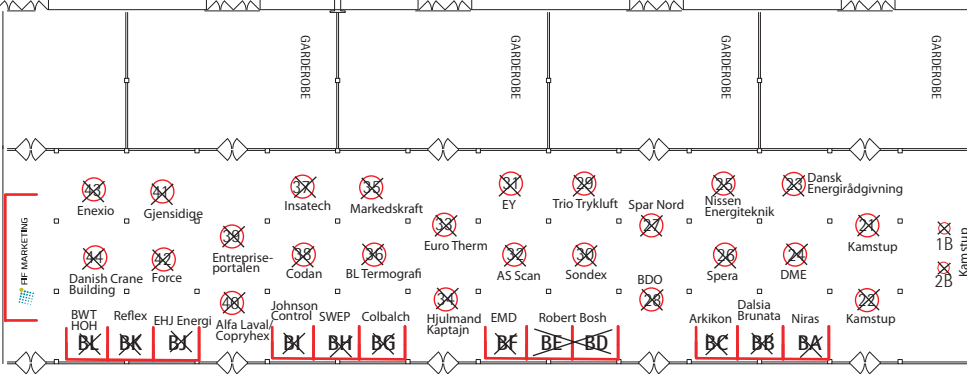 GARDEROBE
GARDEROBE
GARDEROBE
GARDEROBE
43
Enexio
41
Gjensidige
37
Insatech
35
Markedskraft
31
EY
29
Trio Trykluft
25
Nissen
Energiteknik
23
Dansk
Energirådgivning
39
Entreprise-
portalen
33
Euro Therm
Spar Nord
27
21
Kamstup
1B
2B
Kamstup
FIF MARKETING
44
Danish Crane
Building
42
Force
38
Codan
36
BL Termografi
32
AS Scan
30
Sondex
26
Spera
24
DME
40
Alfa Laval/
Copryhex
34
Hjulmand
Kaptajn
BDO
28
22
Kamstup
BWT
HOH
BL
Reflex
BK
EHJ Energi
BJ
Johnson
Control
BI
SWEP
BH
Colbalch
BG
EMD
BF
Robert Bosh
BE
BD
Arkikon
BC
Dalsia
Brunata
BB
Niras
BA